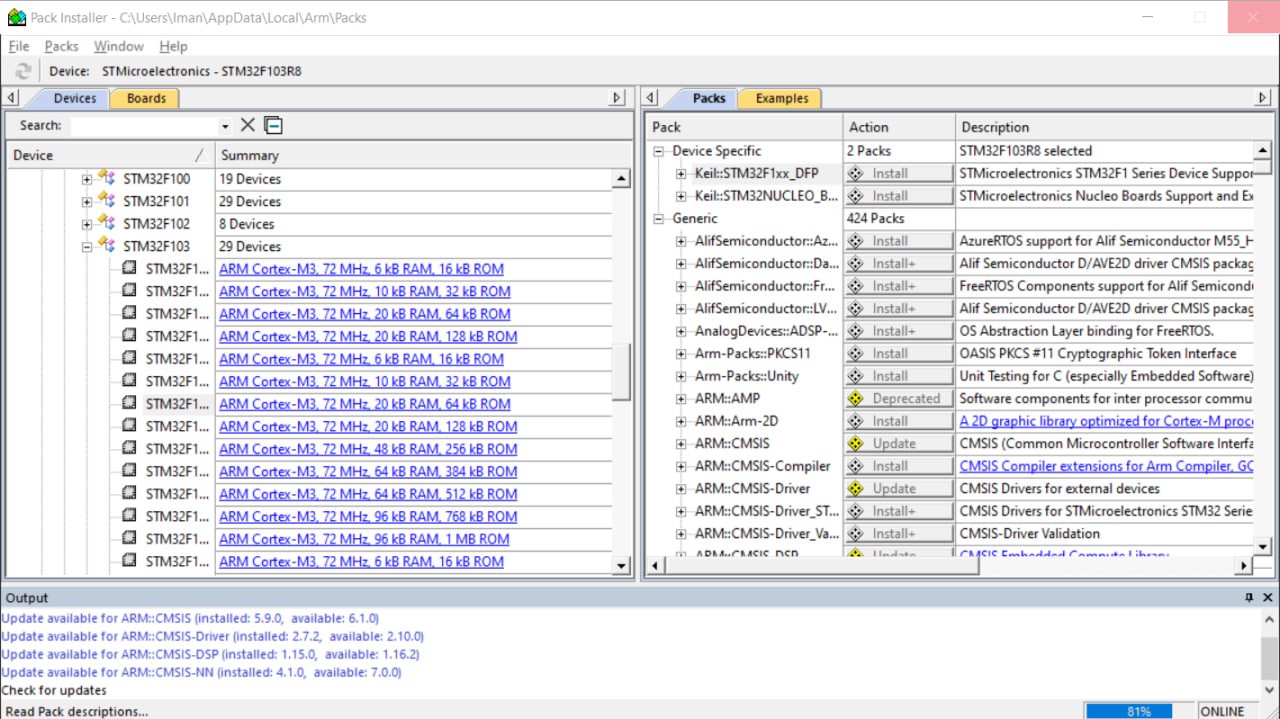 Pack Installer - C:\Users\Iman\AppData\Local\Arm\Packs
File Packs Window Help
Device: STMicroelectronics - STM32F103R8
Devices Boards
Search:
Device Summary
STM32F100 19 Devices
STM32F101 29 Devices
STM32F102 8 Devices
STM32F103 29 Devices
STM32F1... ARM Cortex-M3, 72 MHz, 6 kB RAM, 16 kB ROM
STM32F1... ARM Cortex-M3, 72 MHz, 10 kB RAM, 32 kB ROM
STM32F1... ARM Cortex-M3, 72 MHz, 20 kB RAM, 64 kB ROM
STM32F1... ARM Cortex-M3, 72 MHz, 20 kB RAM, 128 kB ROM
STM32F1... ARM Cortex-M3, 72 MHz, 6 kB RAM, 16 kB ROM
STM32F1... ARM Cortex-M3, 72 MHz, 10 kB RAM, 32 kB ROM
STM32F1... ARM Cortex-M3, 72 MHz, 20 kB RAM, 64 kB ROM
STM32F1... ARM Cortex-M3, 72 MHz, 20 kB RAM, 128 kB ROM
STM32F1... ARM Cortex-M3, 72 MHz, 48 kB RAM, 256 kB ROM
STM32F1... ARM Cortex-M3, 72 MHz, 64 kB RAM, 384 kB ROM
STM32F1... ARM Cortex-M3, 72 MHz, 64 kB RAM, 512 kB ROM
STM32F1... ARM Cortex-M3, 72 MHz, 96 kB RAM, 768 kB ROM
STM32F1... ARM Cortex-M3, 72 MHz, 96 kB RAM, 1 MB ROM
STM32F1... ARM Cortex-M3, 72 MHz, 6 kB RAM, 16 kB ROM
Packs Examples
Pack Action Description
Device Specific 2 Packs STM32F103R8 selected
Keil::STM32F1xx_DFP Install STMicroelectronics STM32F1 Series Device Suppor
Keil::STM32NUCLEO_B... Install STMicroelectronics Nucleo Boards Support and Ex
Generic 424 Packs
AlifSemiconductor::Az... Install AzureRTOS support for Alif Semiconductor M55_H
AlifSemiconductor::Da... Install+ Alif Semiconductor D/AVE2D driver CMSIS packag
AlifSemiconductor::Fr... Install+ FreeRTOS Components support for Alif Semicondu
AlifSemiconductor::LV... Install+ Alif Semiconductor D/AVE2D driver CMSIS packag
AnalogDevices::ADSP-... Install+ OS Abstraction Layer binding for FreeRTOS.
Arm-Packs::PKCS11 Install OASIS PKCS #11 Cryptographic Token Interface
Arm-Packs::Unity Install Unit Testing for C (especially Embedded Software)
ARM::AMP Deprecated Software components for inter processor commu
ARM::Arm-2D Install A 2D graphic library optimized for Cortex-M proc
ARM::CMSIS Update CMSIS (Common Microcontroller Software Interfa
ARM::CMSIS-Compiler Install CMSIS Compiler extensions for Arm Compiler, GC
ARM::CMSIS-Driver Update CMSIS Drivers for external devices
ARM::CMSIS-Driver_ST... Install+ CMSIS Drivers for STMicroelectronics STM32 Serie
ARM::CMSIS-Driver_Va... Install+ CMSIS-Driver Validation
ARM::CMSIS-DSP Update CMSIS Embedded Compute Library
Output
Update available for ARM::CMSIS (installed: 5.9.0, available: 6.1.0)
Update available for ARM::CMSIS-Driver (installed: 2.7.2, available: 2.10.0)
Update available for ARM::CMSIS-DSP (installed: 1.15.0, available: 1.16.2)
Update available for ARM::CMSIS-NN (installed: 4.1.0, available: 7.0.0)
Check for updates
Read Pack descriptions... 81% ONLINE